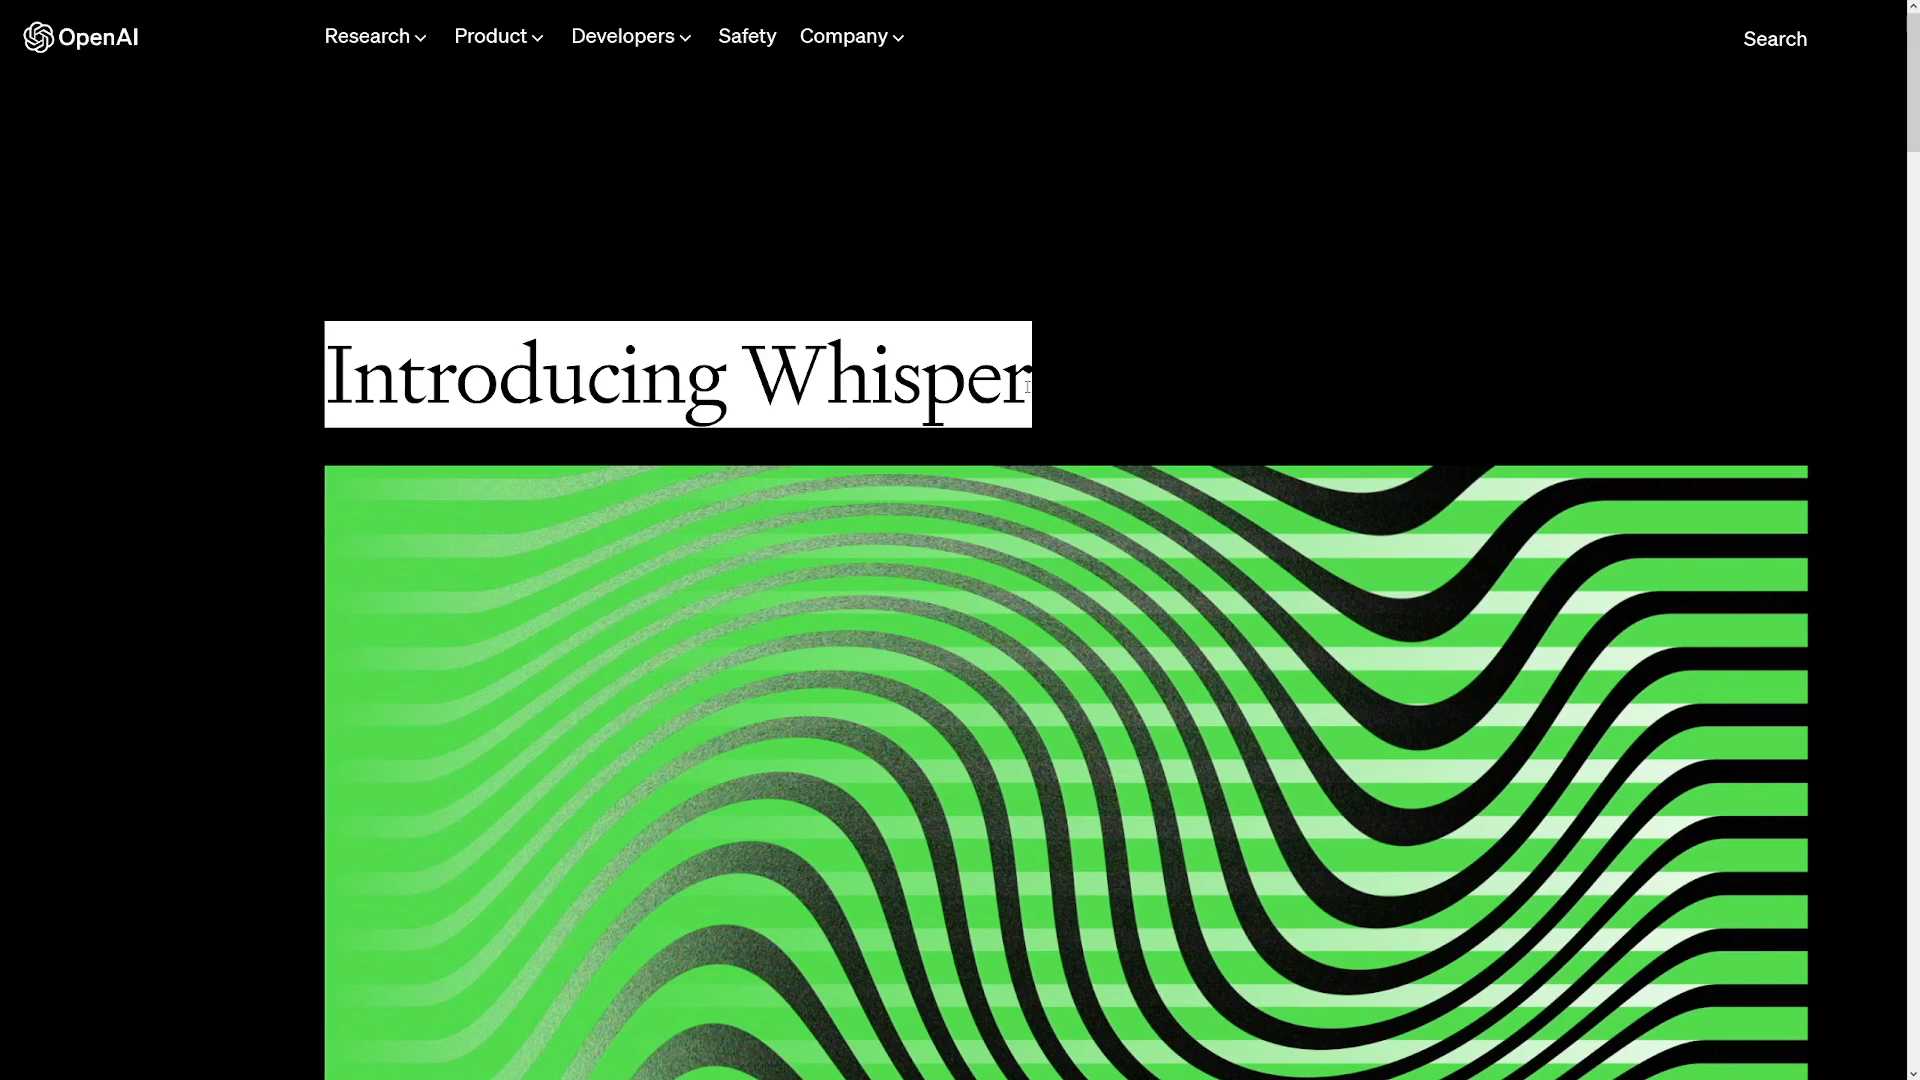 OpenAI
Research
Product
Developers
Safety
Company
Search
Introducing Whisper